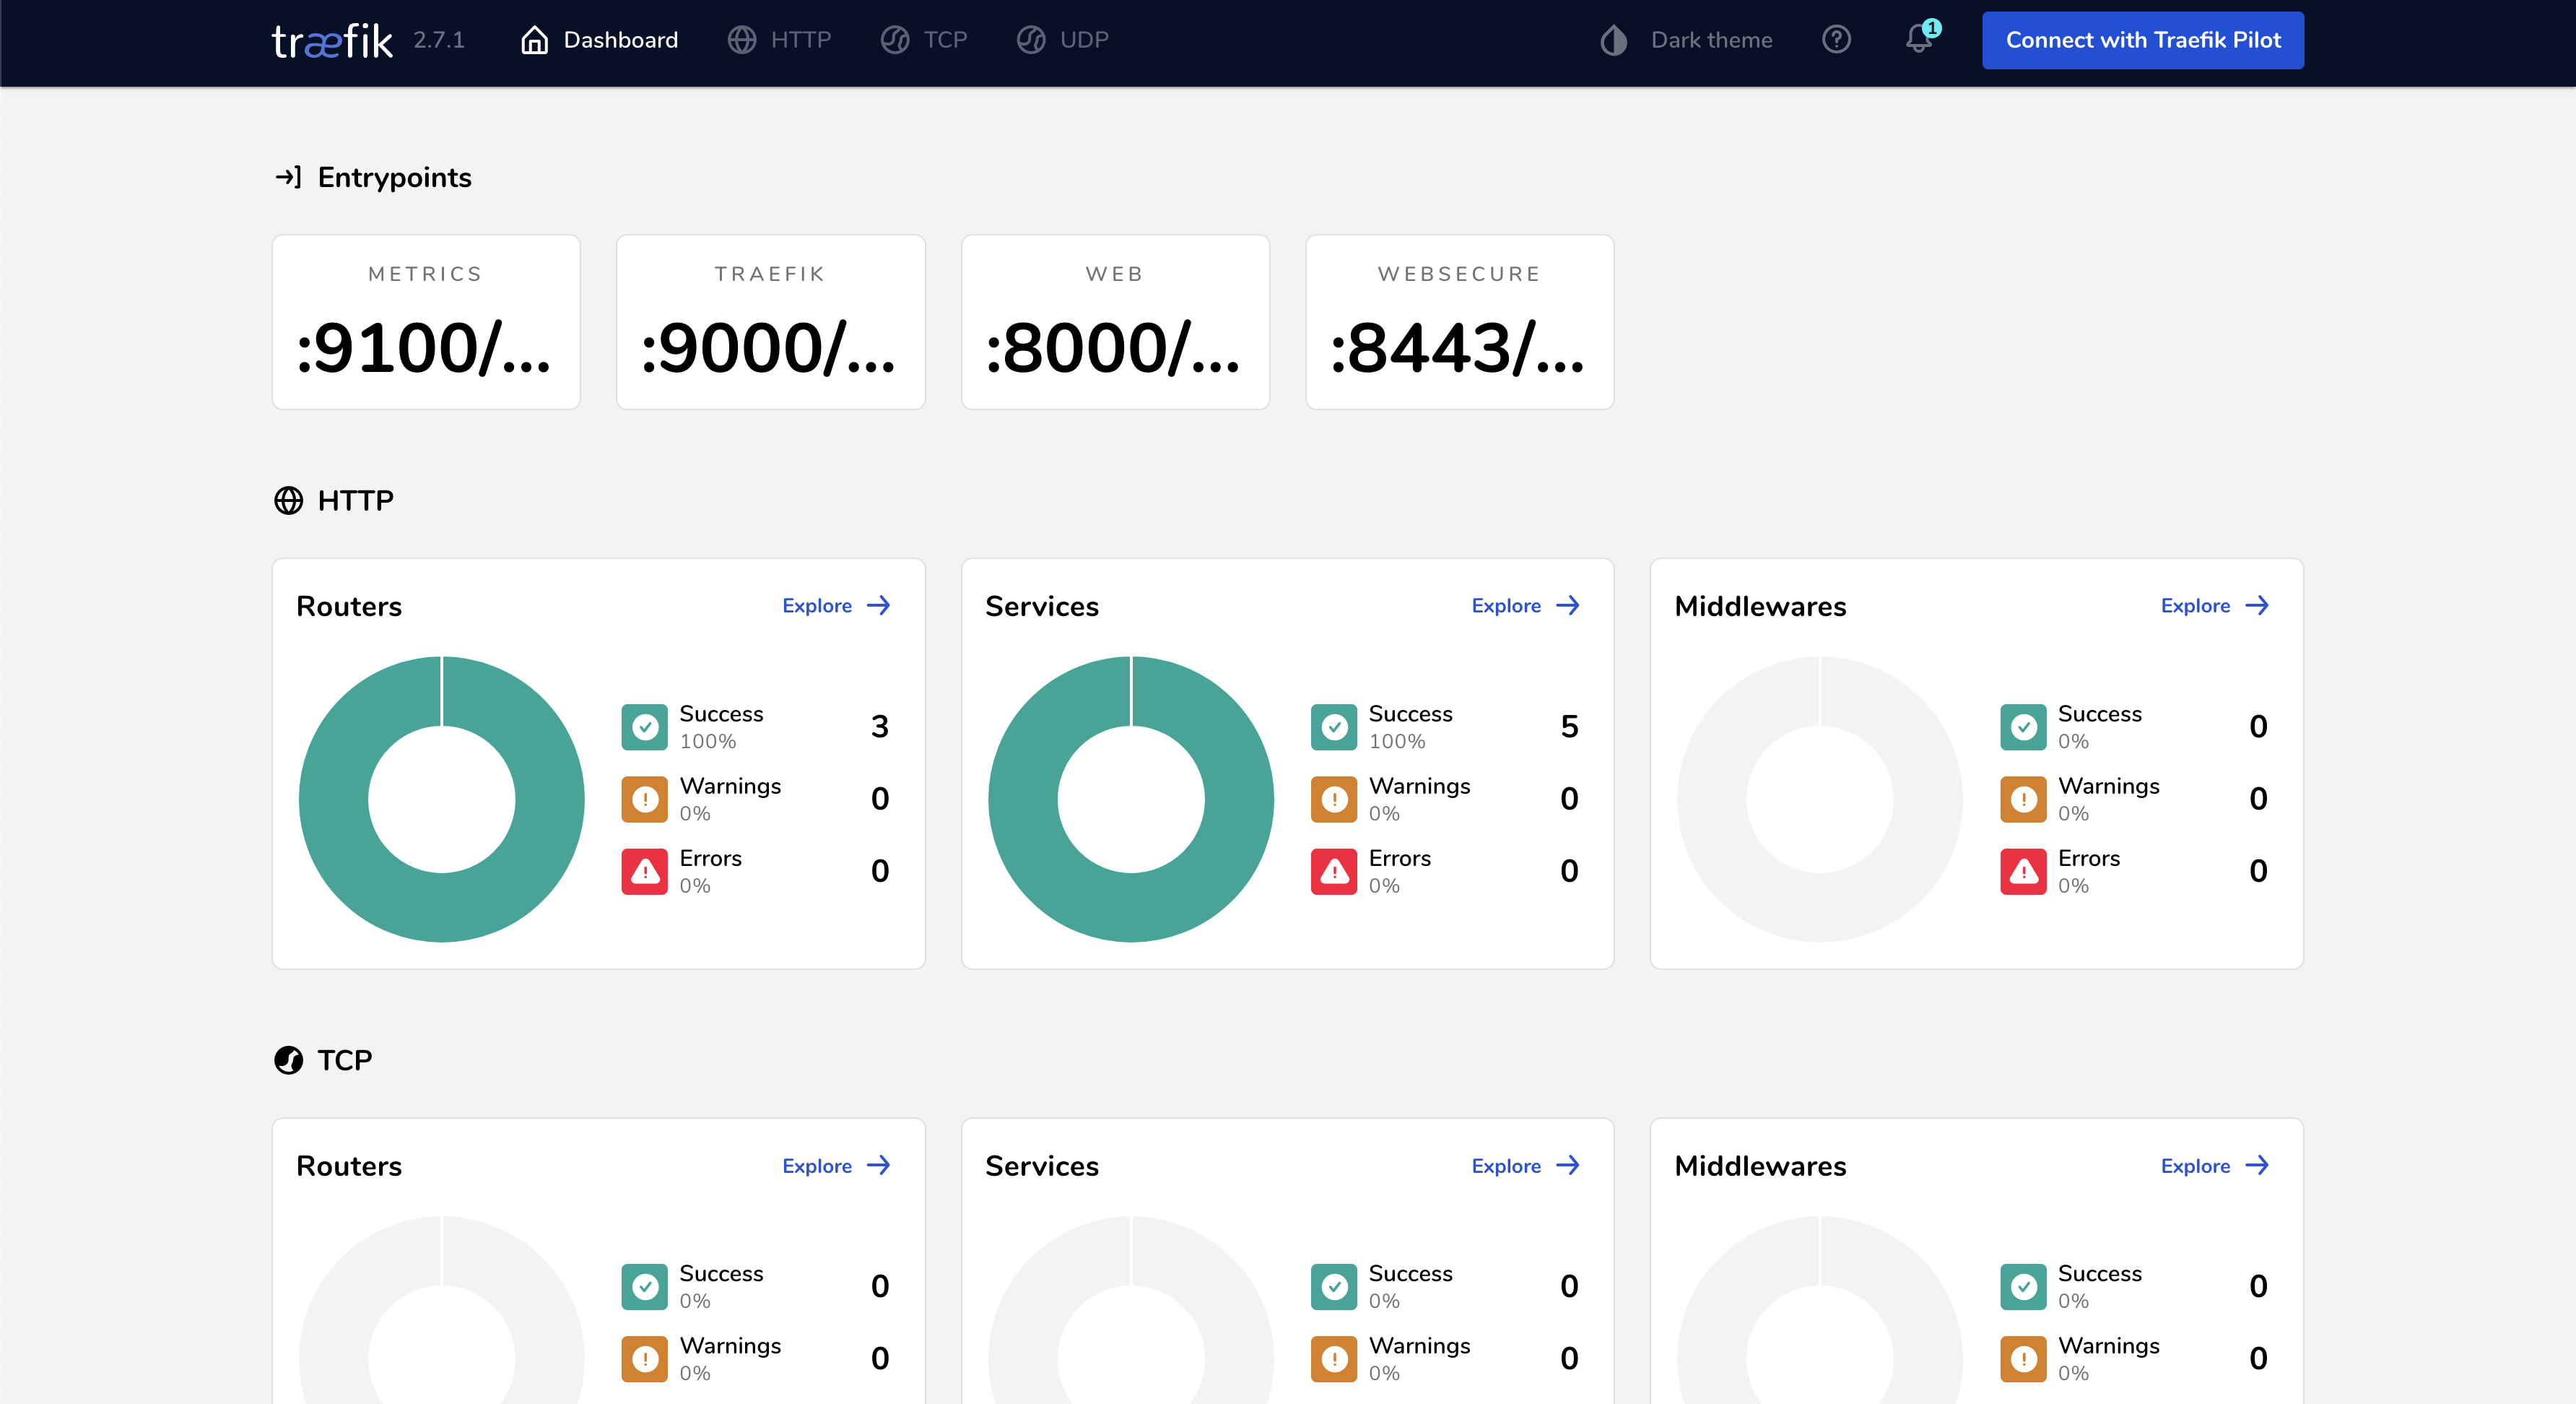 træfik 2.7.1 Dashboard HTTP TCP UDP Dark theme 1 Connect with Traefik Pilot
Entrypoints
METRICS
:9100/...
TRAEFIK
:9000/...
WEB
:8000/...
WEBSECURE
:8443/...
HTTP
Routers Explore
Success 3
100%
Warnings 0
0%
Errors 0
0%
Services Explore
Success 5
100%
Warnings 0
0%
Errors 0
0%
Middlewares Explore
Success 0
0%
Warnings 0
0%
Errors 0
0%
TCP
Routers Explore
Success 0
0%
Warnings 0
0%
Services Explore
Success 0
0%
Warnings 0
0%
Middlewares Explore
Success 0
0%
Warnings 0
0%